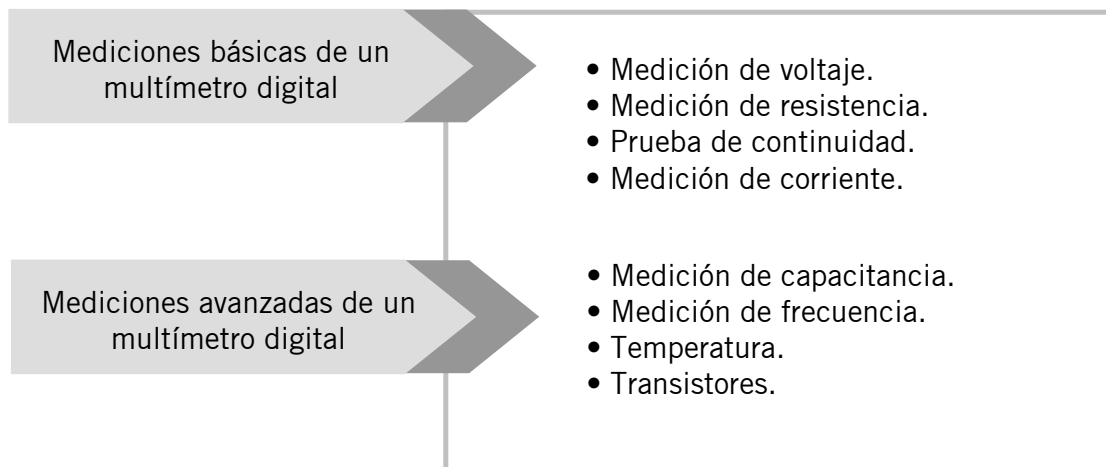 Mediciones básicas de un
multímetro digital
• Medición de voltaje.
• Medición de resistencia.
• Prueba de continuidad.
• Medición de corriente.
Mediciones avanzadas de un
multímetro digital
• Medición de capacitancia.
• Medición de frecuencia.
• Temperatura.
• Transistores.